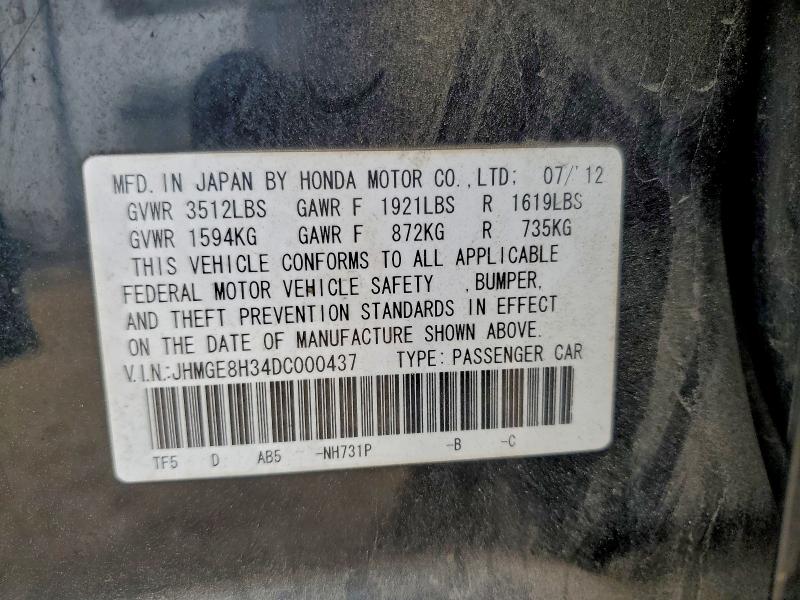 MFD. IN JAPAN BY HONDA MOTOR CO.,LTD; 07/'12
GVWR 3512LBS GAWR F 1921LBS R 1619LBS
GVWR 1594KG GAWR F 872KG R 735KG
THIS VEHICLE CONFORMS TO ALL APPLICABLE
FEDERAL MOTOR VEHICLE SAFETY ,BUMPER,
AND THEFT PREVENTION STANDARDS IN EFFECT
ON THE DATE OF MANUFACTURE SHOWN ABOVE.
V.I.N.:JHMGE8H34DC000437 TYPE: PASSENGER CAR
TF5 D AB5 -NH731P -B -C